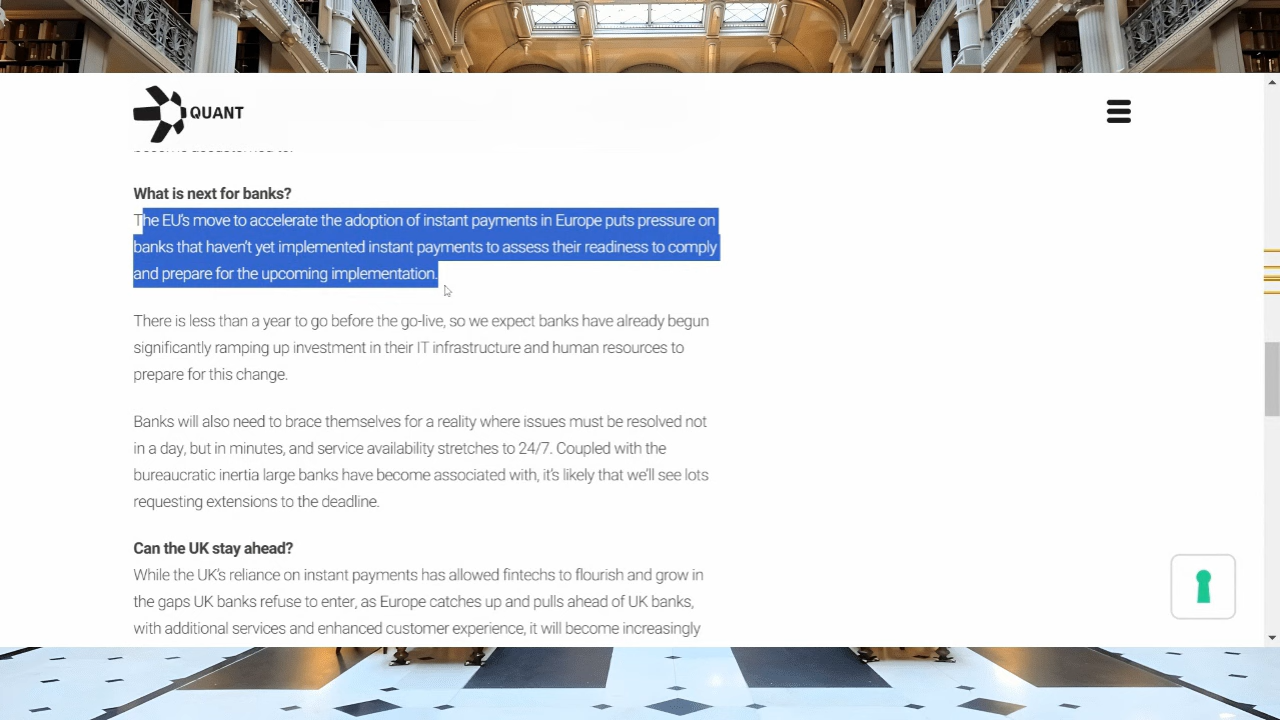 QUANT
What is next for banks?
The EU's move to accelerate the adoption of instant payments in Europe puts pressure on
banks that haven't yet implemented instant payments to assess their readiness to comply
and prepare for the upcoming implementation.
There is less than a year to go before the go-live, so we expect banks have already begun
significantly ramping up investment in their IT infrastructure and human resources to
prepare for this change.
Banks will also need to brace themselves for a reality where issues must be resolved not
in a day, but in minutes, and service availability stretches to 24/7. Coupled with the
bureaucratic inertia large banks have become associated with, it's likely that we'll see lots
requesting extensions to the deadline.
Can the UK stay ahead?
While the UK's reliance on instant payments has allowed fintechs to flourish and grow in
the gaps UK banks refuse to enter, as Europe catches up and pulls ahead of UK banks,
with additional services and enhanced customer experience, it will become increasingly